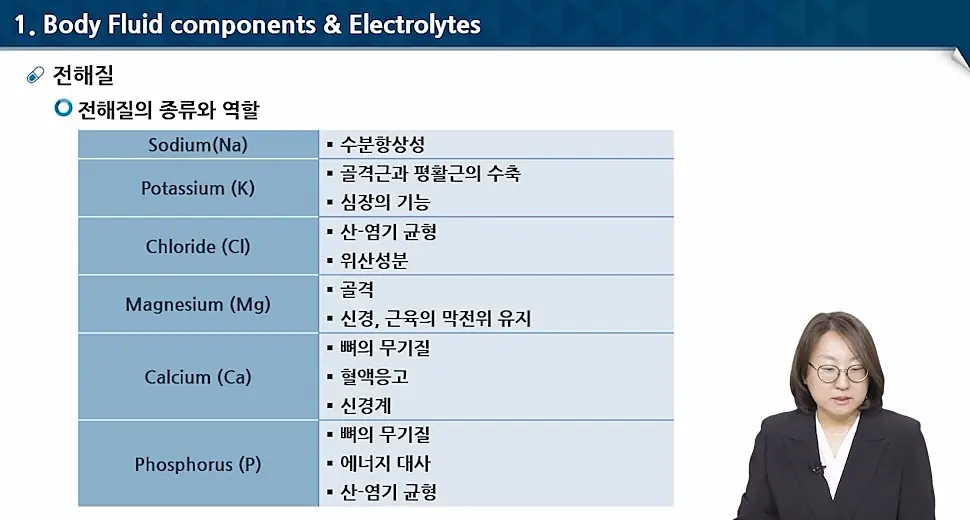 1. Body Fluid components & Electrolytes
전해질
전해질의 종류와 역할
Sodium(Na)
▪ 수분항상성
Potassium (K)
▪ 골격근과 평활근의 수축
▪ 심장의 기능
Chloride (Cl)
▪ 산-염기 균형
▪ 위산성분
Magnesium (Mg)
▪ 골격
▪ 신경, 근육의 막전위 유지
Calcium (Ca)
▪ 뼈의 무기질
▪ 혈액응고
▪ 신경계
Phosphorus (P)
▪ 뼈의 무기질
▪ 에너지 대사
▪ 산-염기 균형